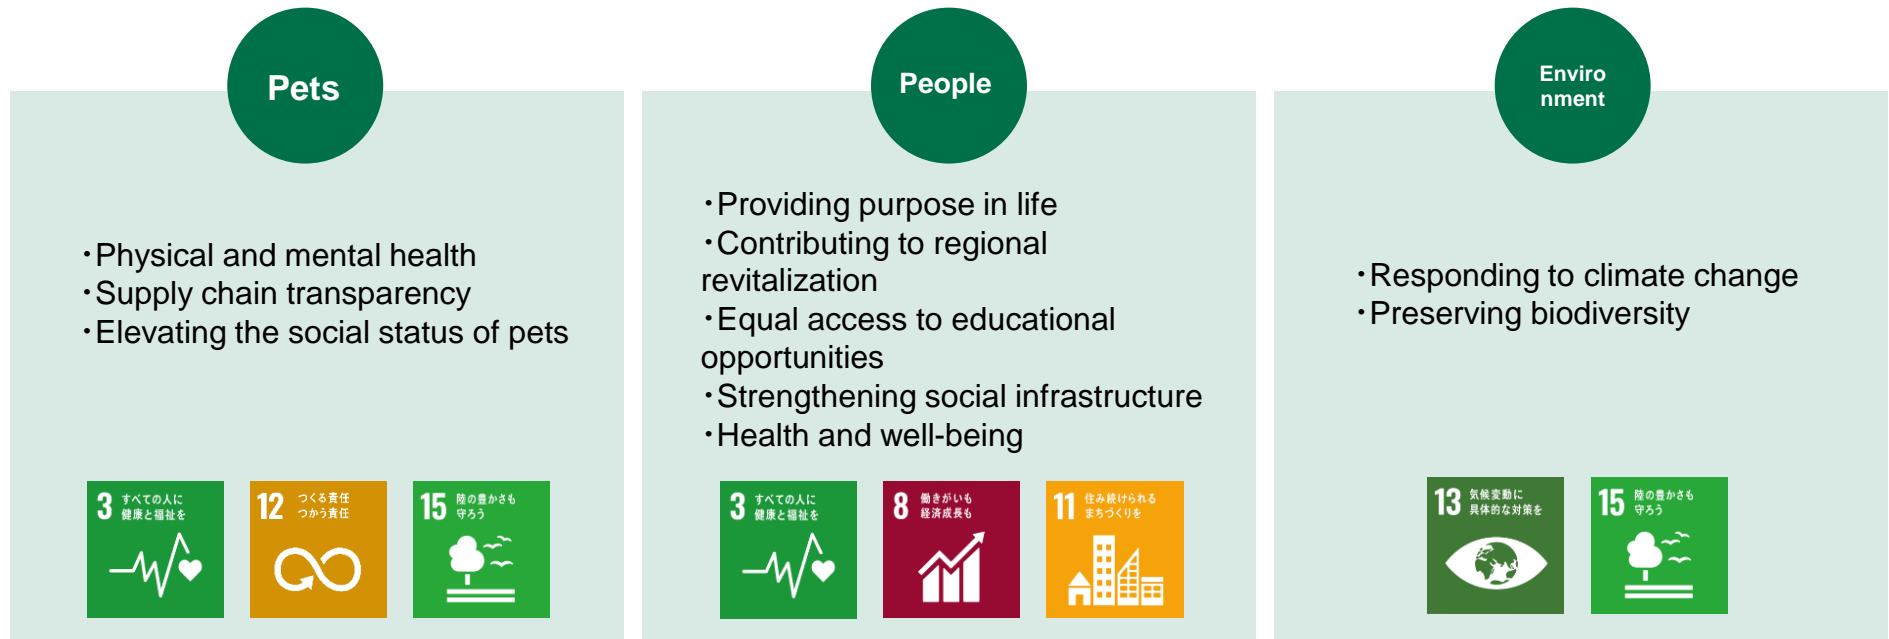 Pets
・Physical and mental health
・Supply chain transparency
・Elevating the social status of pets
3 すべての人に
健康と福祉を
12 つくる責任
つかう責任
15 陸の豊かさも
守ろう
People
・Providing purpose in life
・Contributing to regional
revitalization
・Equal access to educational
opportunities
・Strengthening social infrastructure
・Health and well-being
3 すべての人に
健康と福祉を
8 働きがいも
経済成長も
11 住み続けられる
まちづくりを
Enviro
nment
・Responding to climate change
・Preserving biodiversity
13 気候変動に
具体的な対策を
15 陸の豊かさも
守ろう